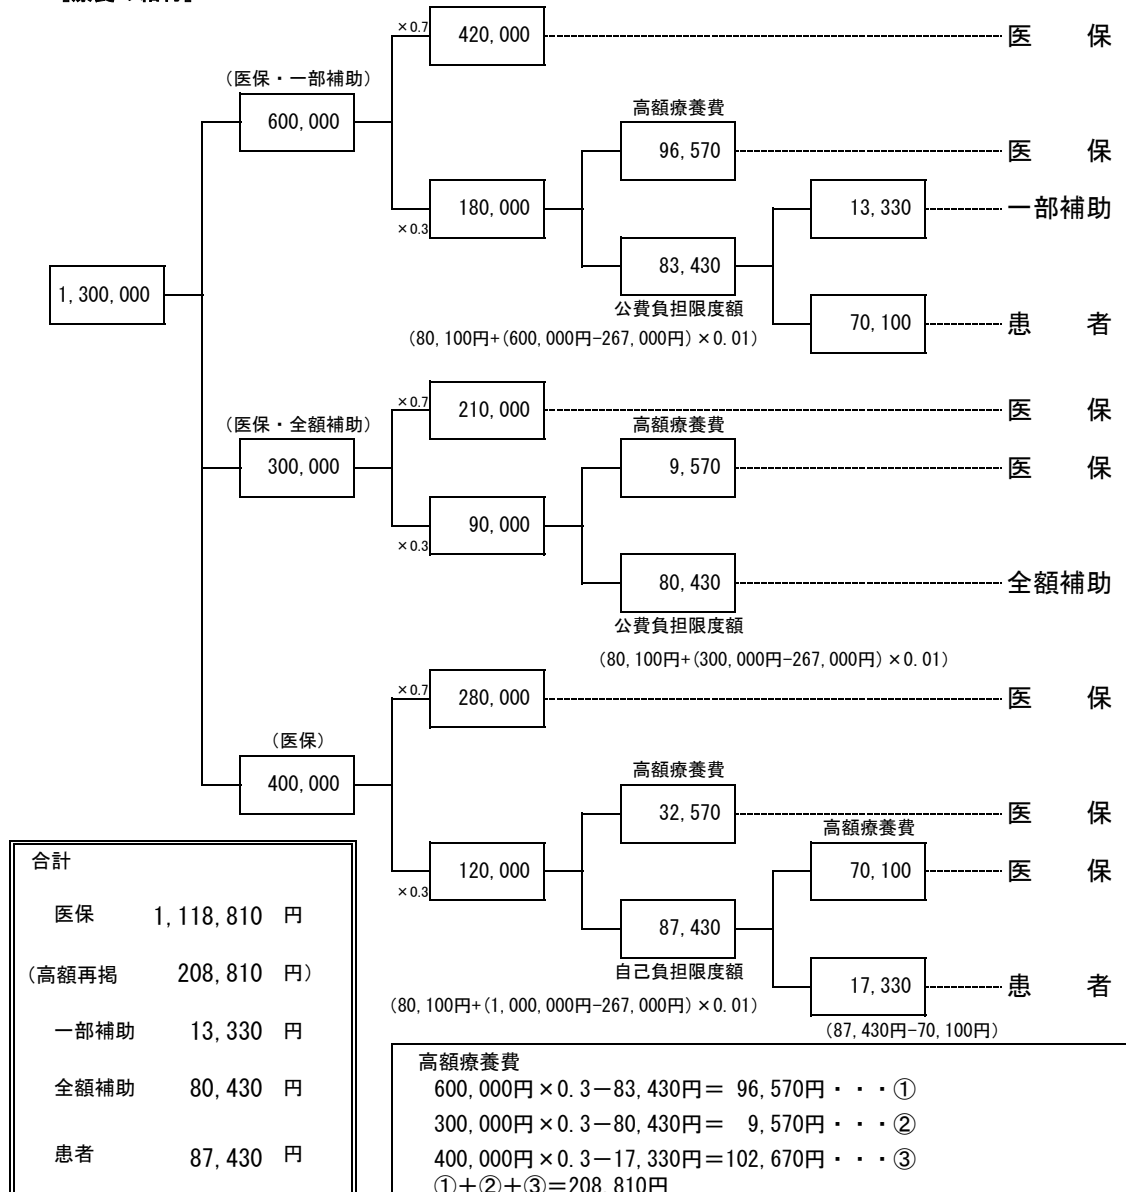 ×0.7
420,000
医 保
(医保・一部補助)
600,000
高額療養費
96,570
医 保
×0.3
180,000
13,330
一部補助
83,430
公費負担限度額
70,100
患 者
(80,100円+(600,000円-267,000円)×0.01)
1,300,000
×0.7
210,000
医 保
(医保・全額補助)
300,000
高額療養費
9,570
医 保
×0.3
90,000
80,430
全額補助
公費負担限度額
(80,100円+(300,000円-267,000円)×0.01)
×0.7
280,000
医 保
(医保)
400,000
高額療養費
32,570
医 保
×0.3
120,000
高額療養費
70,100
医 保
87,430
自己負担限度額
17,330
患 者
(80,100円+(1,000,000円-267,000円)×0.01)
(87,430円-70,100円)
合計
医保 1,118,810 円
(高額再掲 208,810 円)
一部補助 13,330 円
全額補助 80,430 円
患者 87,430 円
高額療養費
600,000円×0.3－83,430円＝ 96,570円・・・①
300,000円×0.3－80,430円＝ 9,570円・・・②
400,000円×0.3－17,330円＝102,670円・・・③
①＋②＋③＝208,810円